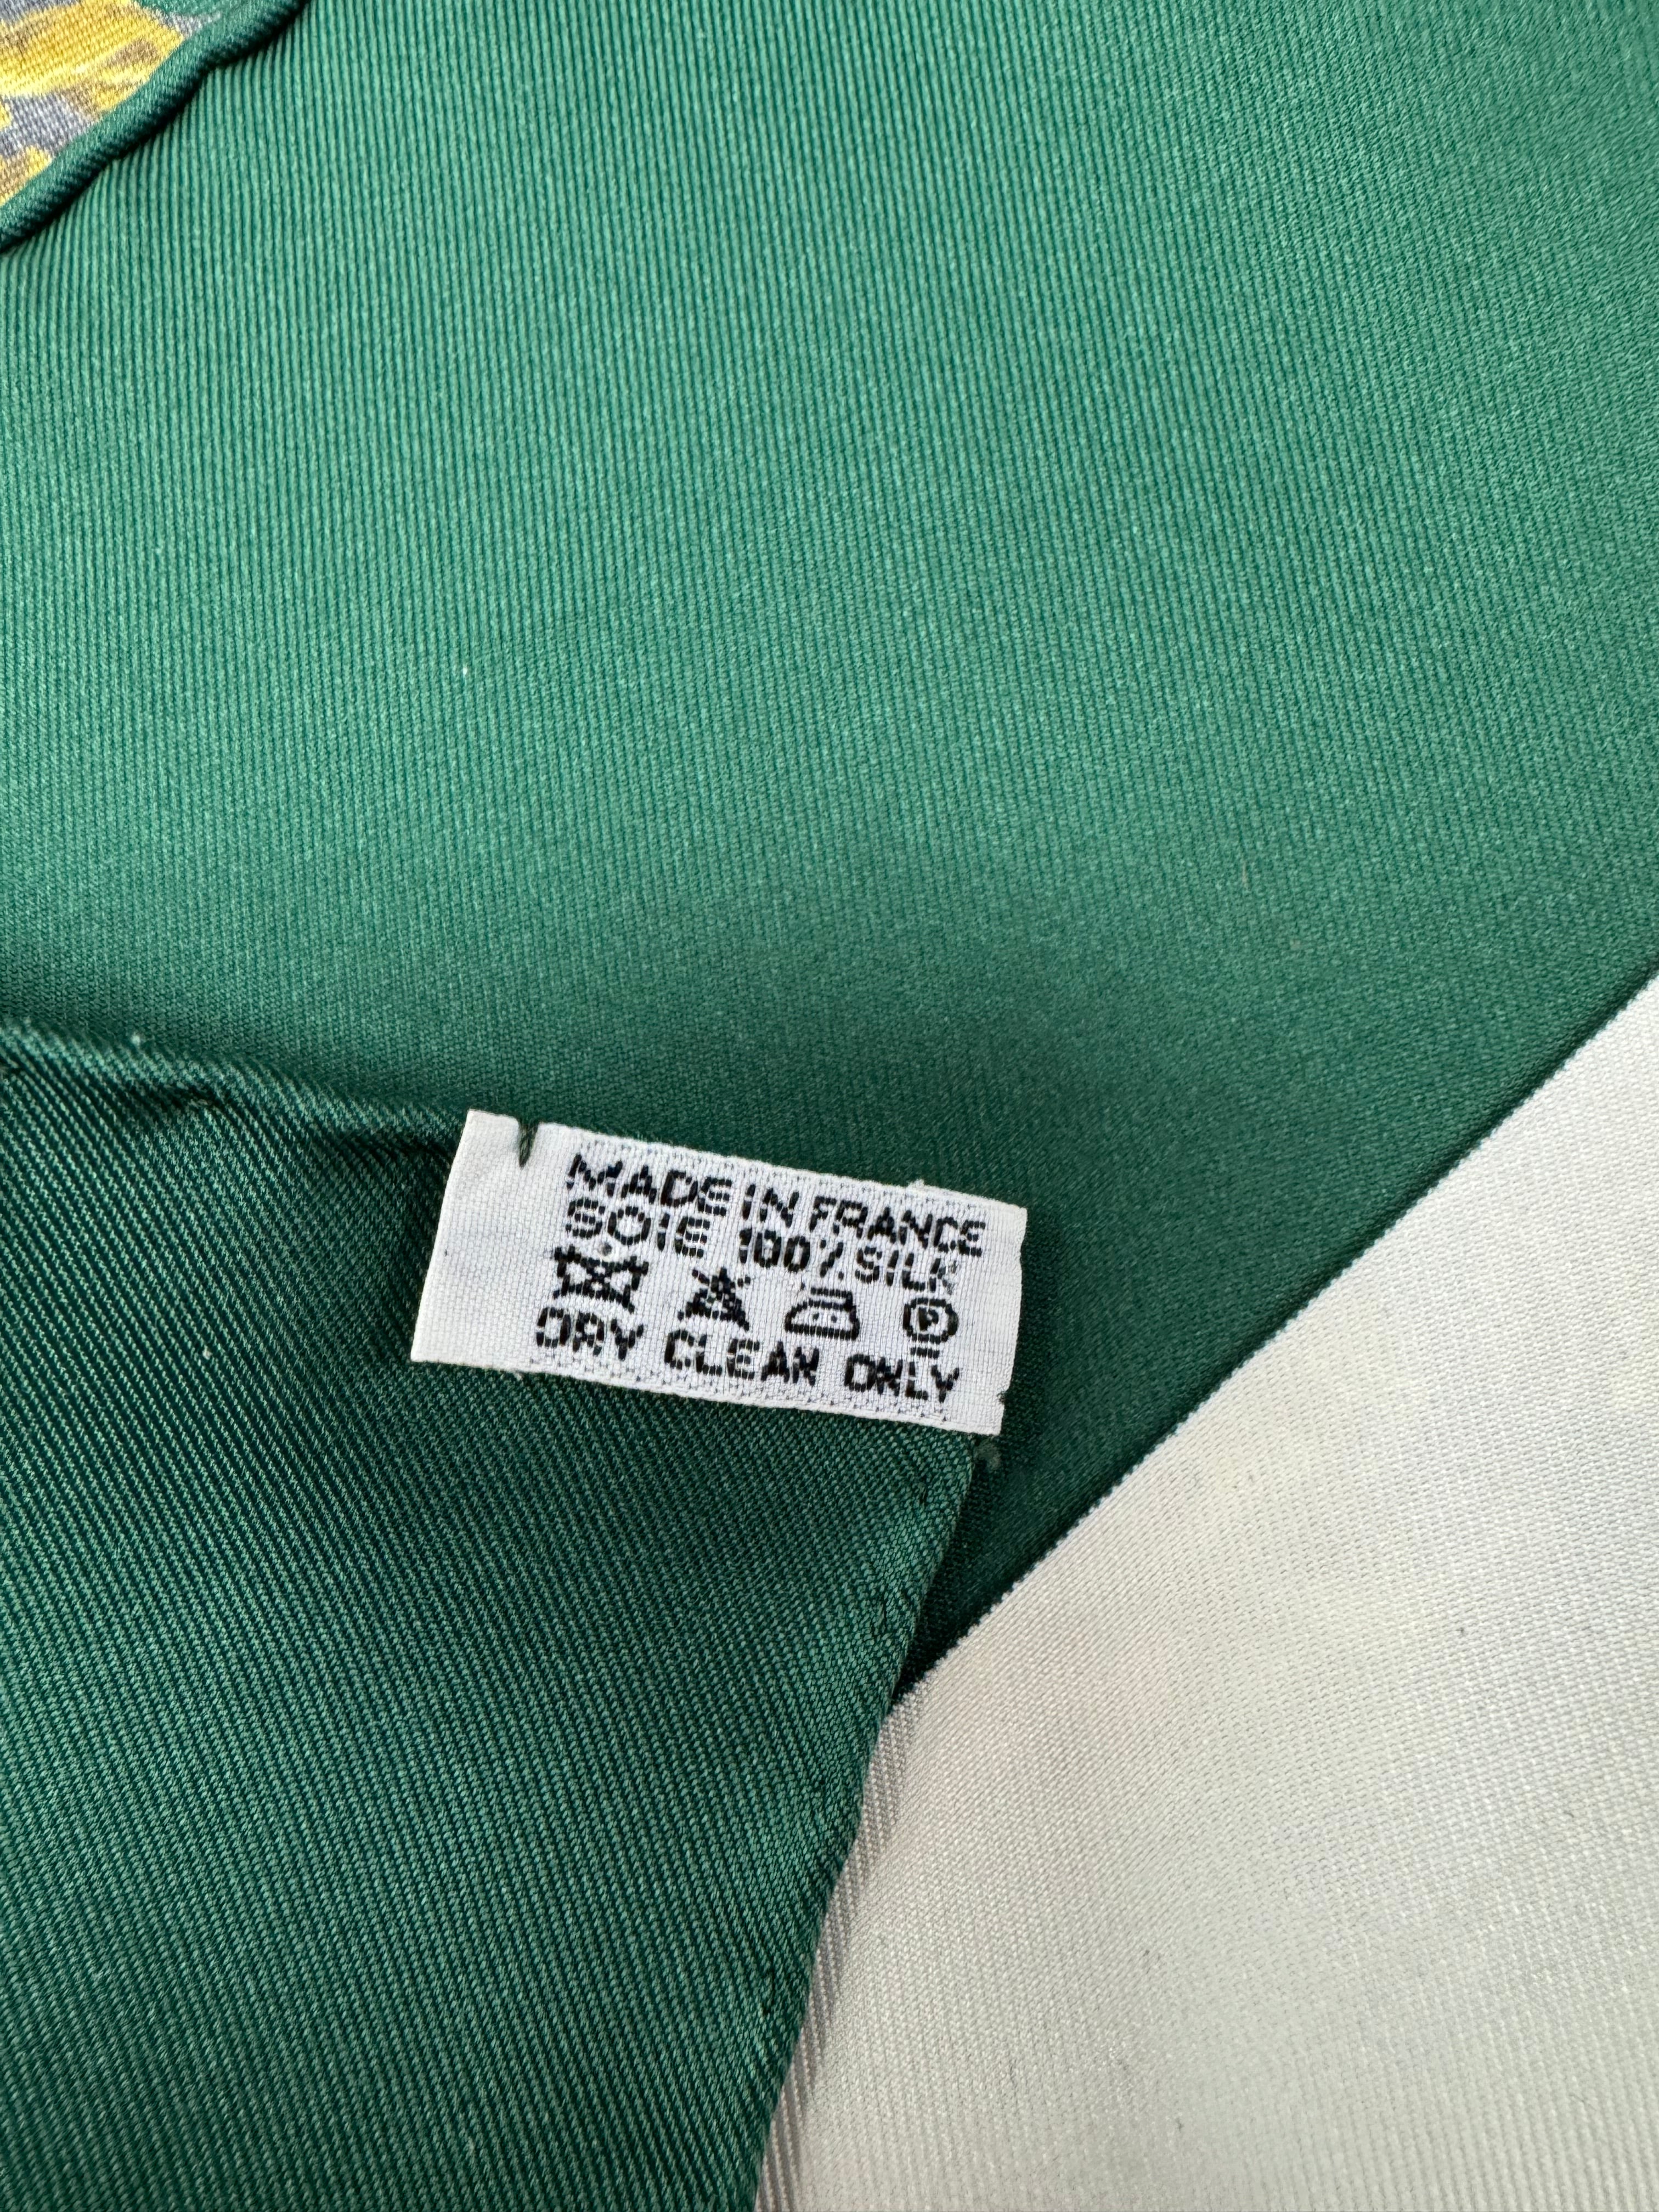 MADE IN FRANCE
SOIE 100% SILK
P
DRY CLEAN ONLY